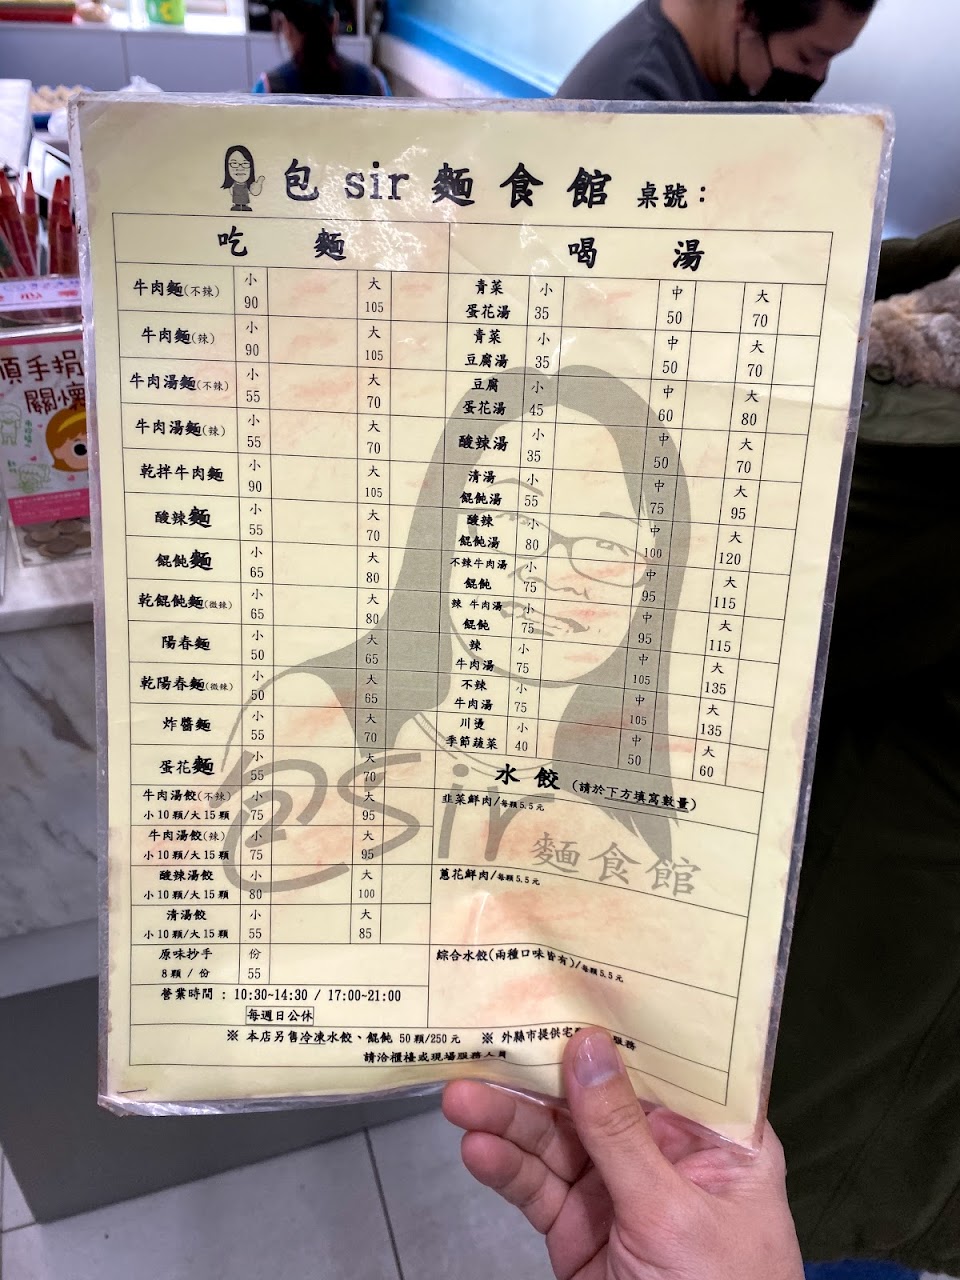 包 sir 麵食館 桌號：
吃 麵
牛肉麵(不辣) 小 90 大 105
牛肉麵(辣) 小 90 大 105
牛肉湯麵(不辣) 小 55 大 70
牛肉湯麵(辣) 小 55 大 70
乾拌牛肉麵 小 90 大 105
酸辣麵 小 55 大 70
餛飩麵 小 65 大 80
乾餛飩麵(微辣) 小 65 大 80
陽春麵 小 50 大 65
乾陽春麵(微辣) 小 50 大 65
炸醬麵 小 55 大 70
蛋花麵 小 55 大 70
牛肉湯餃(不辣) 小 大
小10顆/大15顆 75 95
牛肉湯餃(辣) 小 大
小10顆/大15顆 75 95
酸辣湯餃 小 大
小10顆/大15顆 80 100
清湯餃 小 大
小10顆/大15顆 55 85
原味抄手 份
8顆 / 份 55
營業時間 : 10:30~14:30 / 17:00~21:00
每週日公休
喝 湯
青菜 小 中 大
蛋花湯 35 50 70
青菜 小 中 大
豆腐湯 35 50 70
豆腐 小 中 大
蛋花湯 45 60 80
酸辣湯 小 35 中 50 大 70
清湯 小 中 大
餛飩湯 55 75 95
酸辣 小 中 大
餛飩湯 80 100 120
不辣牛肉湯 小 中 大
餛飩 75 95 115
辣 牛肉湯 小 中 大
餛飩 75 95 115
辣 小 中 大
牛肉湯 75 105 135
不辣 小 中 大
牛肉湯 75 105 135
川燙 小 中 大
季節蔬菜 40 50 60
水餃 (請於下方填寫數量)
韭菜鮮肉/每顆5.5元
蔥花鮮肉/每顆5.5元
綜合水餃(兩種口味皆有)/每顆5.5元
@Sir 麵食館
※ 本店另售冷凍水餃、餛飩 50顆/250元 ※ 外縣市提供宅 服務
請洽櫃檯或現場服務人員
順手捐
關懷